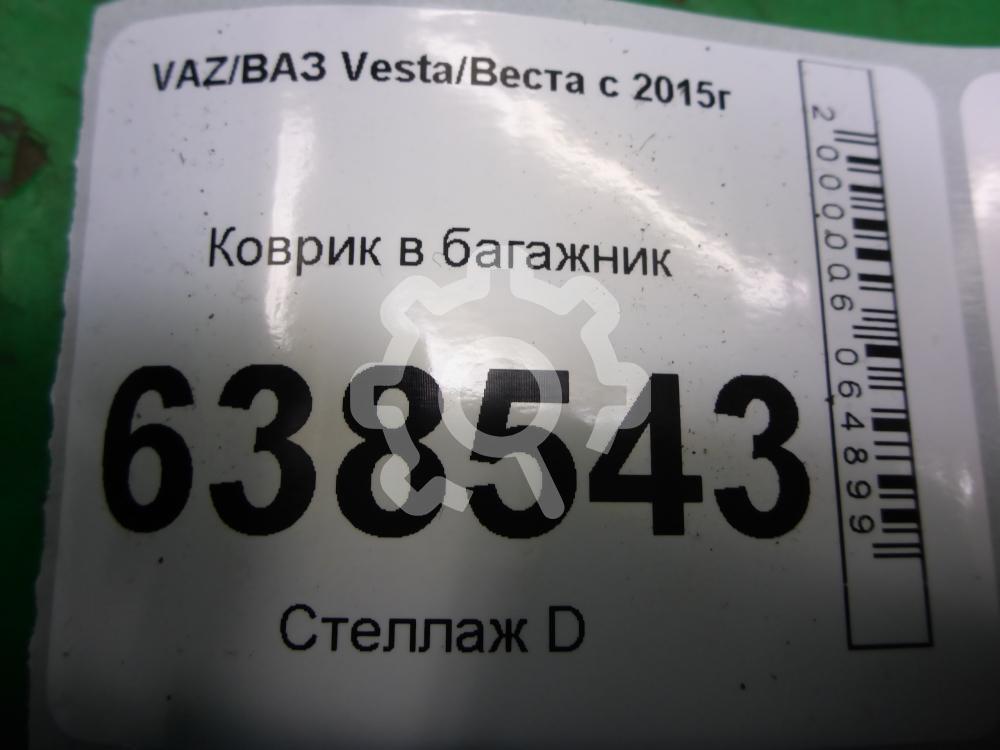 VAZ/ВАЗ Vesta/Веста с 2015г
Коврик в багажник
638543
Стеллаж D
2000006064899